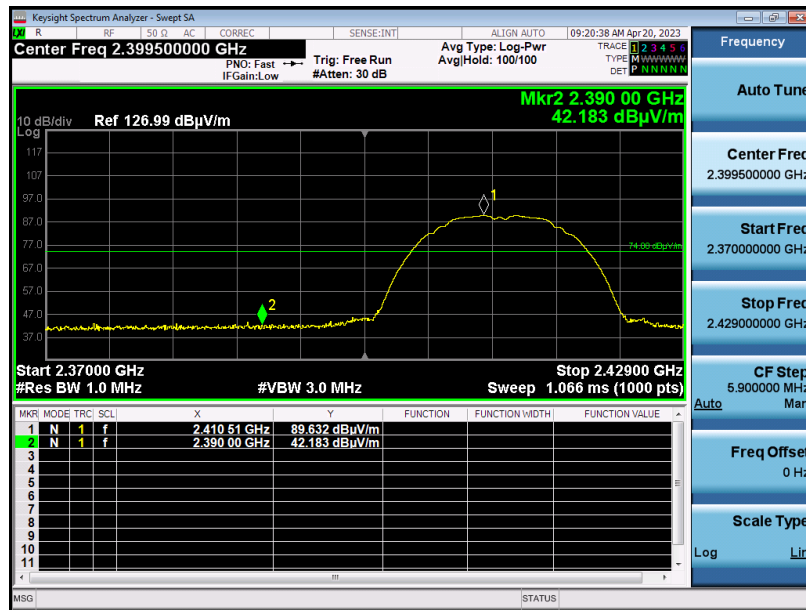 Keysight Spectrum Analyzer - Swept SA
LXI R RF 50 Ω AC CORREC SENSE:INT ALIGN AUTO 09:20:38 AM Apr 20, 2023
Center Freq 2.399500000 GHz
PNO: Fast
IFGain:Low
Trig: Free Run
#Atten: 30 dB
Avg Type: Log-Pwr
Avg|Hold: 100/100
TRACE 1 2 3 4 5 6
TYPE M W W W W W
DET P N N N N N
Mkr2 2.390 00 GHz
42.183 dBµV/m
10 dB/div Ref 126.99 dBµV/m
Log
117
107
97.0
87.0
77.0
67.0
57.0
47.0
37.0
1
2
74.00 dBµV/m
Start 2.37000 GHz Stop 2.42900 GHz
#Res BW 1.0 MHz #VBW 3.0 MHz Sweep 1.066 ms (1000 pts)
MKR MODE TRC SCL X Y FUNCTION FUNCTION WIDTH FUNCTION VALUE
1 N 1 f 2.410 51 GHz 89.632 dBµV/m
2 N 1 f 2.390 00 GHz 42.183 dBµV/m
3
4
5
6
7
8
9
10
11
MSG STATUS
Frequency
Auto Tune
Center Freq
2.399500000 GHz
Start Freq
2.370000000 GHz
Stop Freq
2.429000000 GHz
CF Step
5.900000 MHz
Auto Man
Freq Offset
0 Hz
Scale Type
Log Lin